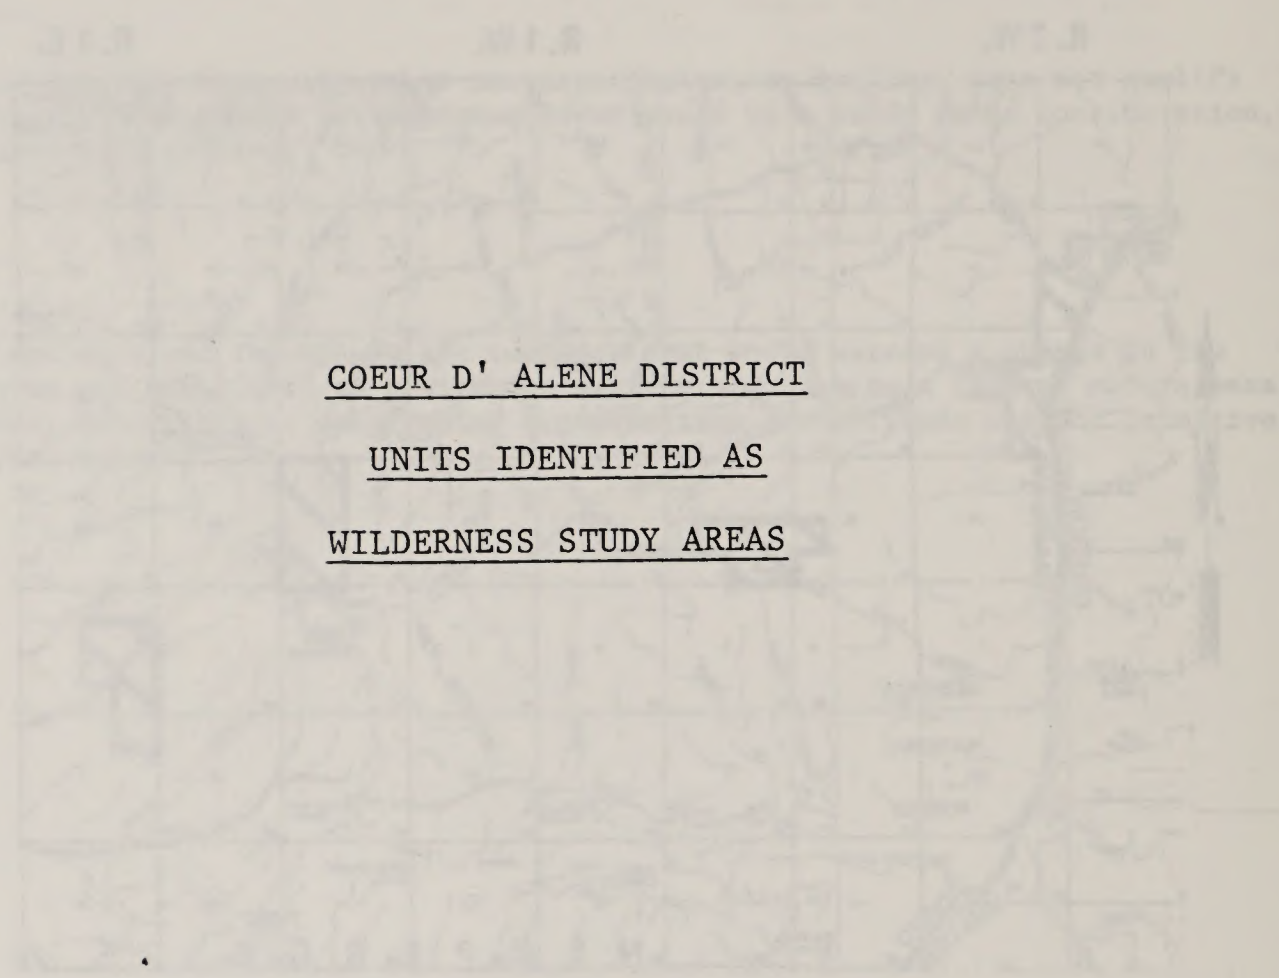 COEUR D' ALENE DISTRICT
UNITS IDENTIFIED AS
WILDERNESS STUDY AREAS